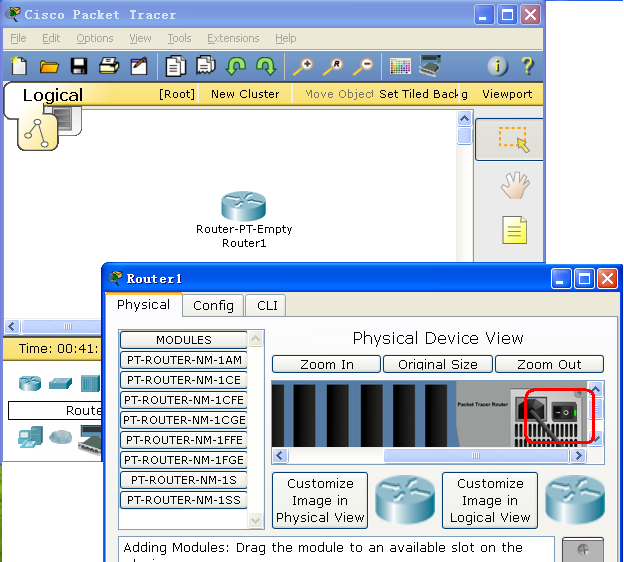 Cisco Packet Tracer
File Edit Options View Tools Extensions Help
Logical [Root] New Cluster Move Object Set Tiled Backg Viewport
Router-PT-Empty
Router1
Router1
Physical Config CLI
MODULES
PT-ROUTER-NM-1AM
PT-ROUTER-NM-1CE
PT-ROUTER-NM-1CFE
PT-ROUTER-NM-1CGE
PT-ROUTER-NM-1FFE
PT-ROUTER-NM-1FGE
PT-ROUTER-NM-1S
PT-ROUTER-NM-1SS
Physical Device View
Zoom In Original Size Zoom Out
Packet Tracer Router
Customize
Image in
Physical View
Customize
Image in
Logical View
Adding Modules: Drag the module to an available slot on the
Time: 00:41:
Route